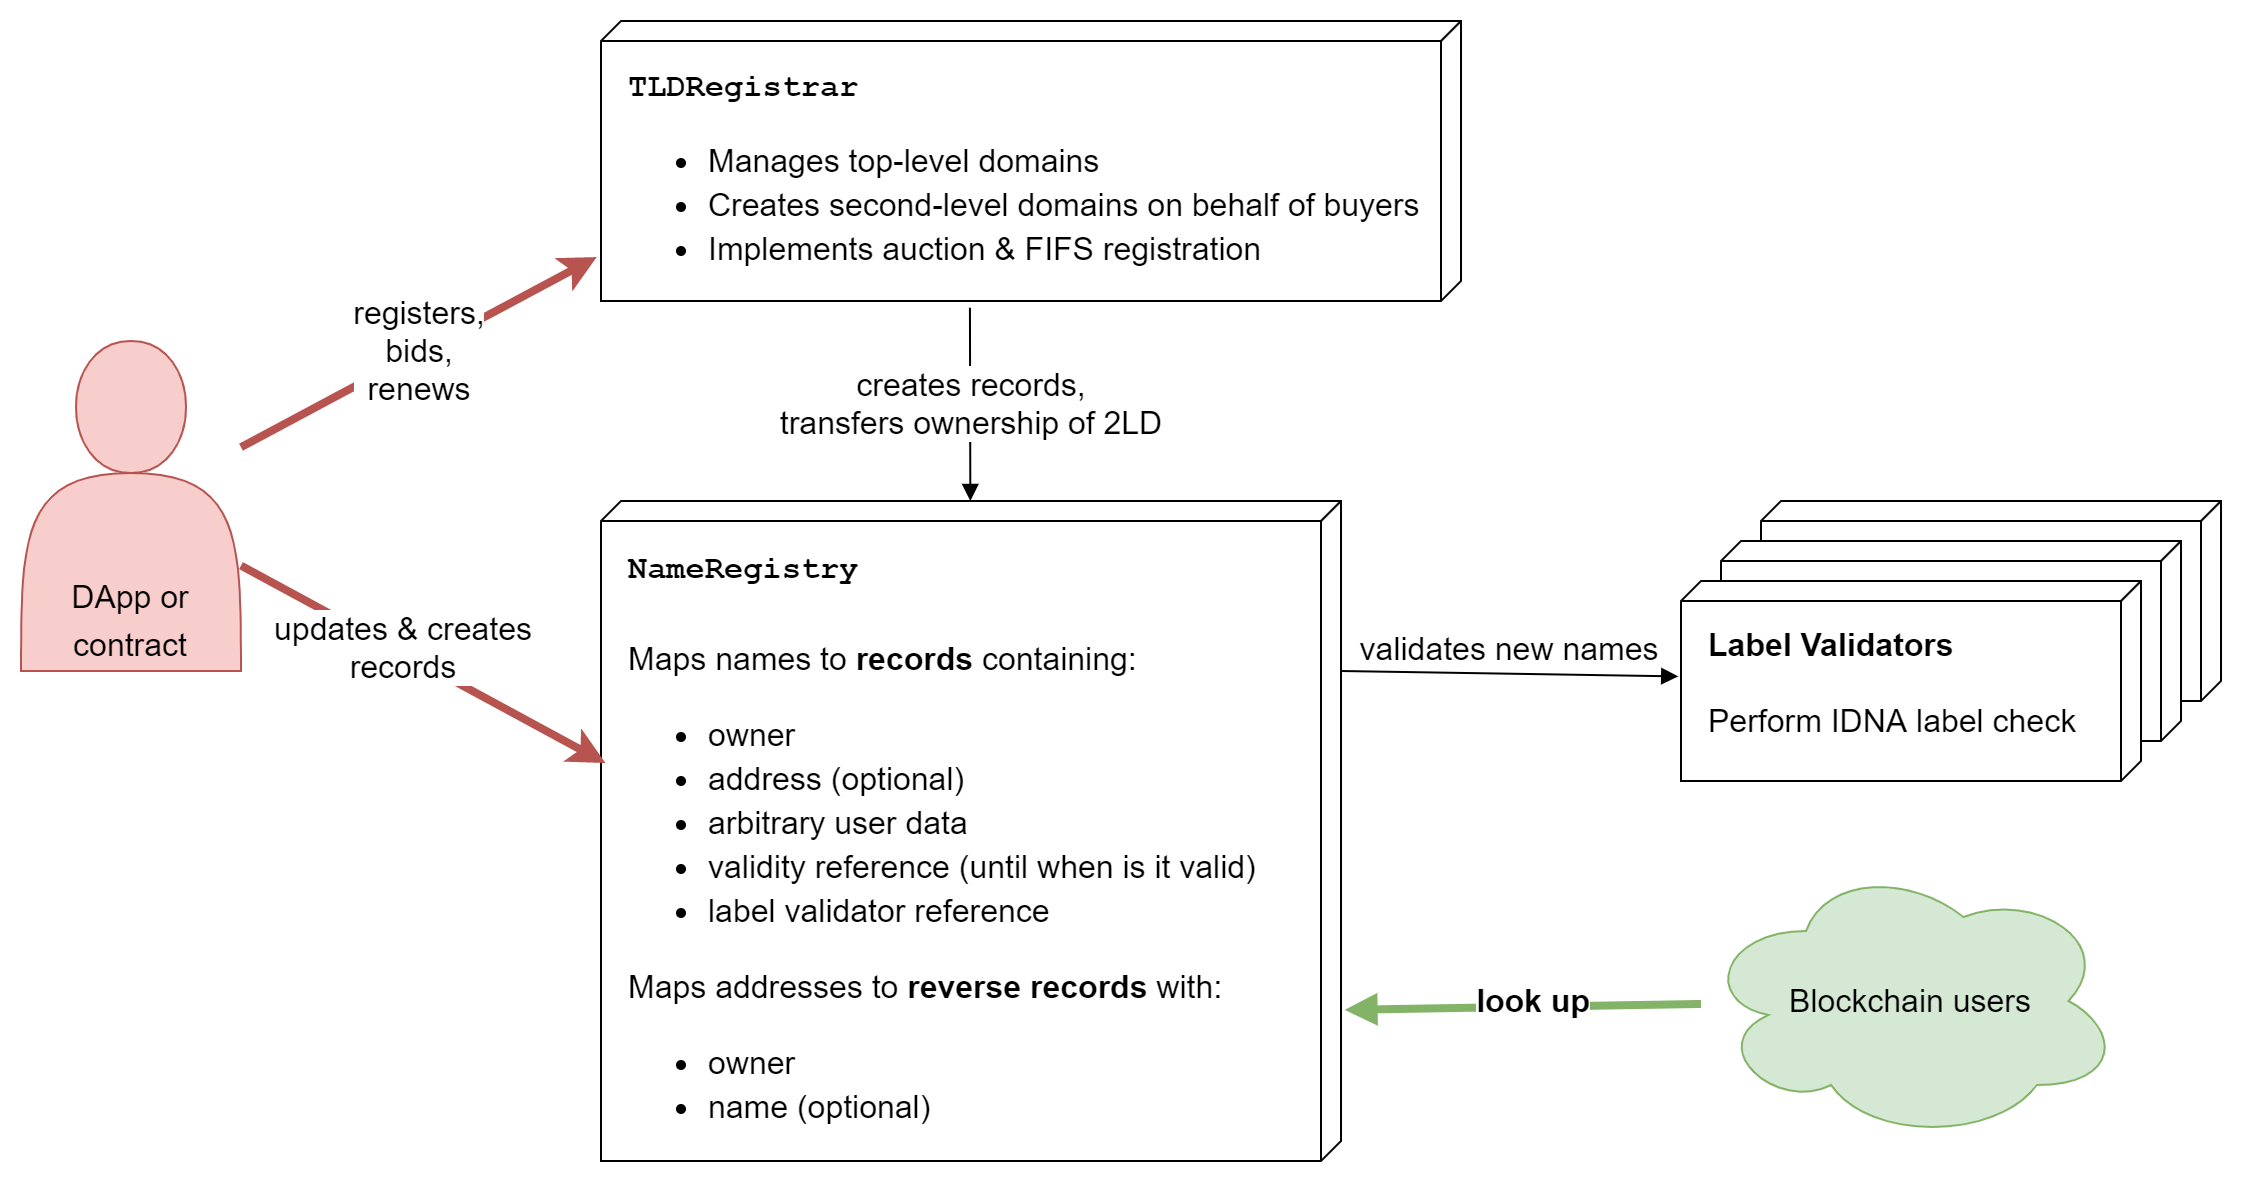 TLDRegistrar
• Manages top-level domains
• Creates second-level domains on behalf of buyers
• Implements auction & FIFS registration
registers,
bids,
renews
creates records,
transfers ownership of 2LD
DApp or
contract
updates & creates
records
NameRegistry
Maps names to records containing:
• owner
• address (optional)
• arbitrary user data
• validity reference (until when is it valid)
• label validator reference
Maps addresses to reverse records with:
• owner
• name (optional)
validates new names
Label Validators
Perform IDNA label check
look up
Blockchain users